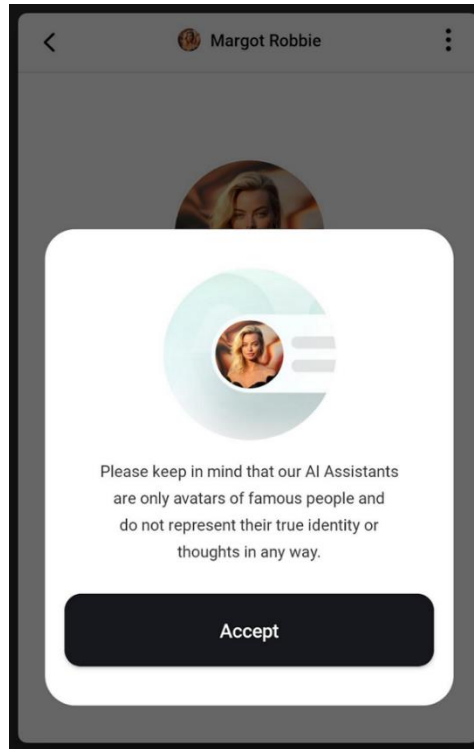 Margot Robbie
Please keep in mind that our AI Assistants
are only avatars of famous people and
do not represent their true identity or
thoughts in any way.
Accept